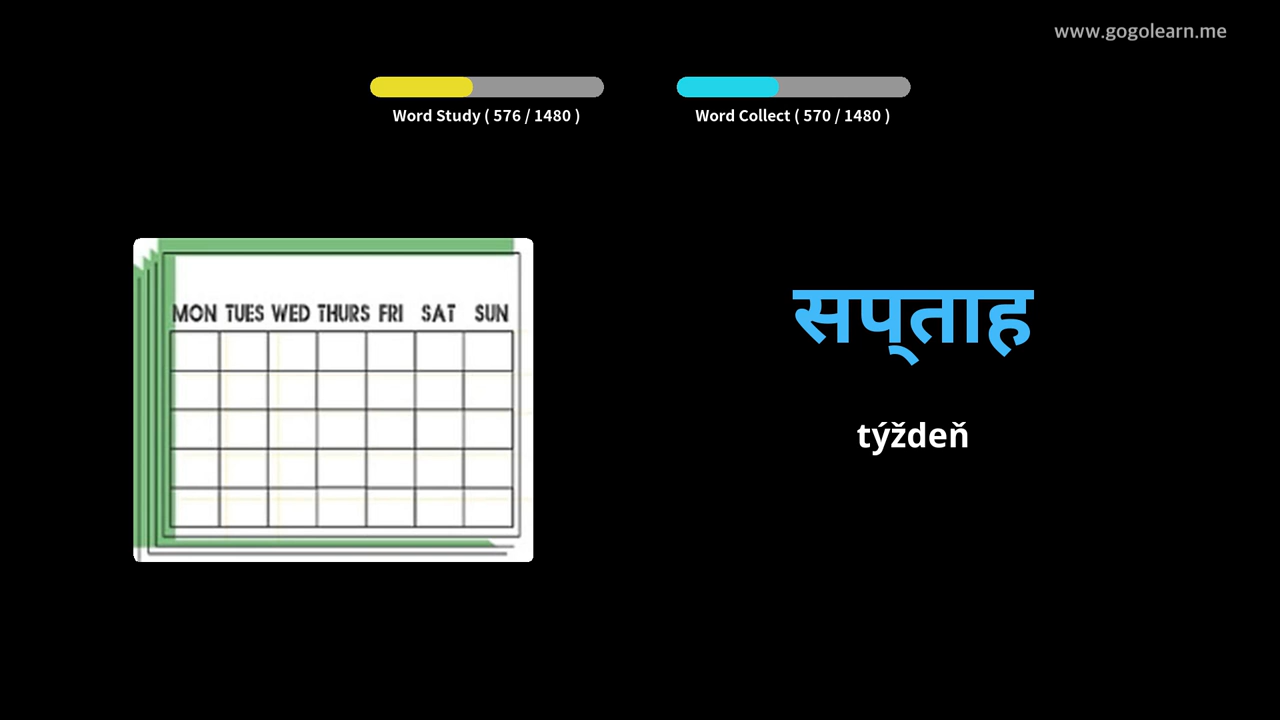 www.gogolearn.me
Word Study ( 576 / 1480 )
Word Collect ( 570 / 1480 )
MON TUES WED THURS FRI SAT SUN
सप्ताह
týždeň